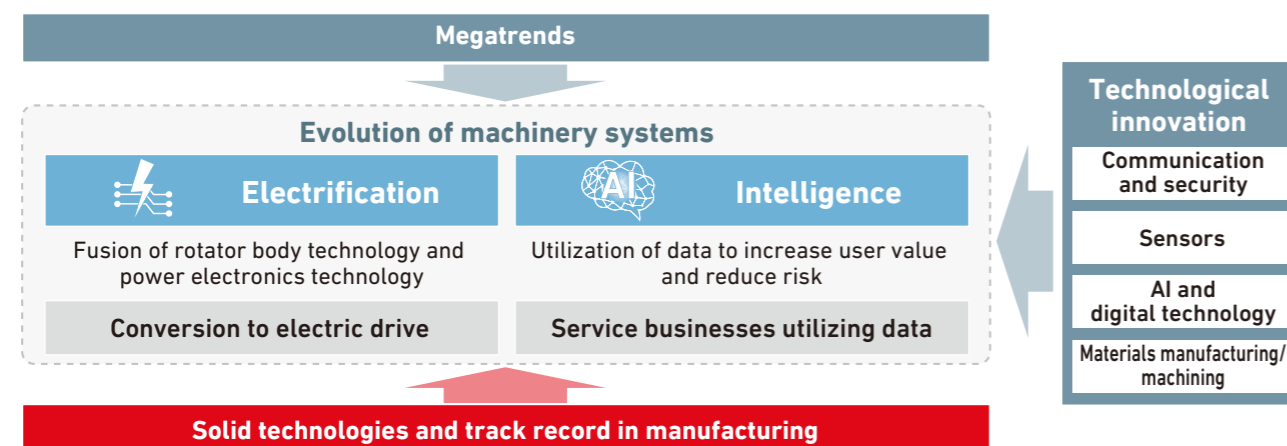 Megatrends
Evolution of machinery systems
Electrification
Fusion of rotator body technology and
power electronics technology
Conversion to electric drive
AI
Intelligence
Utilization of data to increase user value
and reduce risk
Service businesses utilizing data
Solid technologies and track record in manufacturing
Technological
innovation
Communication
and security
Sensors
AI and
digital technology
Materials manufacturing/
machining